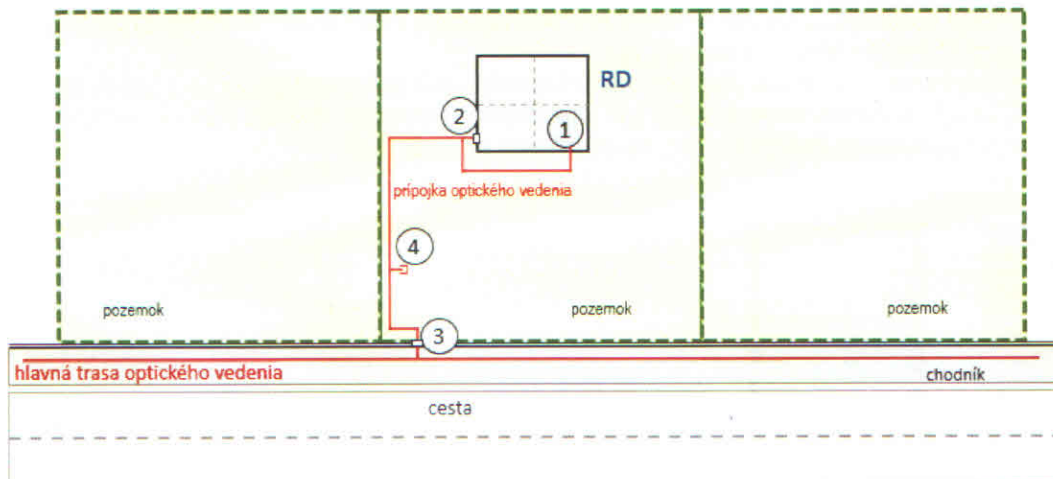 RD
2
1
prípojka optického vedenia
4
pozemok
pozemok
pozemok
3
hlavná trasa optického vedenia
chodník
cesta